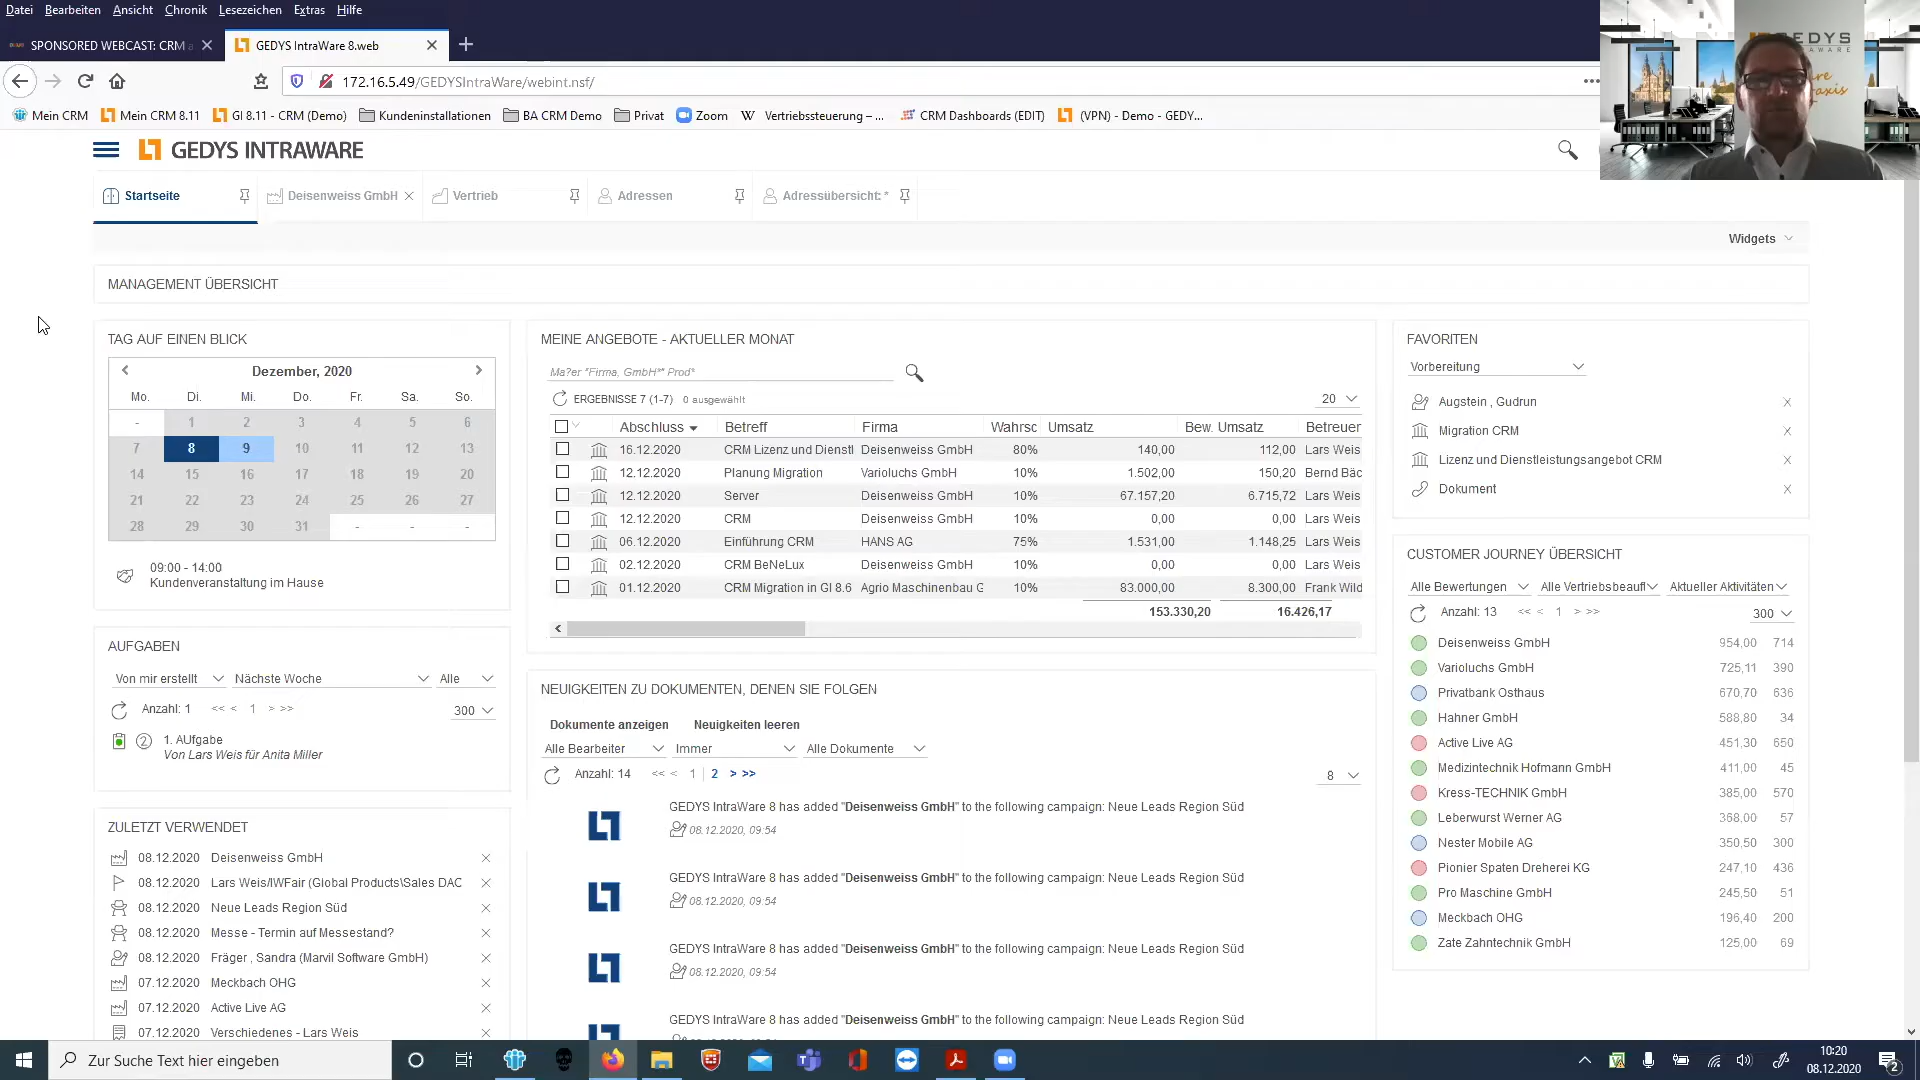 Datei Bearbeiten Ansicht Chronik Lesezeichen Extras Hilfe
SPONSORED WEBCAST: CRM
GEDYS IntraWare 8.web
172.16.5.49/GEDYSIntraWare/webint.nsf/
Mein CRM Mein CRM 8.11 GI 8.11 - CRM (Demo) Kundeninstallationen BA CRM Demo Privat Zoom Vertriebssteuerung – ... CRM Dashboards (EDIT) (VPN) - Demo - GEDY...
GEDYS INTRAWARE
Startseite Deisenweiss GmbH Vertrieb Adressen Adressübersicht: *
Widgets
MANAGEMENT ÜBERSICHT
TAG AUF EINEN BLICK
Dezember, 2020
Mo. Di. Mi. Do. Fr. Sa. So.
- 1 2 3 4 5 6
7 8 9 10 11 12 13
14 15 16 17 18 19 20
21 22 23 24 25 26 27
28 29 30 31 - - -
09:00 - 14:00
Kundenveranstaltung im Hause
AUFGABEN
Von mir erstellt Nächste Woche Alle
Anzahl: 1 << < 1 > >> 300
2 1. AUfgabe
Von Lars Weis für Anita Miller
ZULETZT VERWENDET
08.12.2020 Deisenweiss GmbH
08.12.2020 Lars Weis/IWFair (Global Products\Sales DAC
08.12.2020 Neue Leads Region Süd
08.12.2020 Messe - Termin auf Messestand?
08.12.2020 Fräger , Sandra (Marvil Software GmbH)
07.12.2020 Meckbach OHG
07.12.2020 Active Live AG
07.12.2020 Verschiedenes - Lars Weis
MEINE ANGEBOTE - AKTUELLER MONAT
Ma?er "Firma, GmbH*" Prod*
ERGEBNISSE 7 (1-7) 0 ausgewählt 20
Abschluss Betreff Firma Wahrsc Umsatz Bew. Umsatz Betreuer
16.12.2020 CRM Lizenz und Dienstl Deisenweiss GmbH 80% 140,00 112,00 Lars Weis
12.12.2020 Planung Migration Varioluchs GmbH 10% 1.502,00 150,20 Bernd Bäc
12.12.2020 Server Deisenweiss GmbH 10% 67.157,20 6.715,72 Lars Weis
12.12.2020 CRM Deisenweiss GmbH 10% 0,00 0,00 Lars Weis
06.12.2020 Einführung CRM HANS AG 75% 1.531,00 1.148,25 Lars Weis
02.12.2020 CRM BeNeLux Deisenweiss GmbH 10% 0,00 0,00 Lars Weis
01.12.2020 CRM Migration in GI 8.6 Agrio Maschinenbau G 10% 83.000,00 8.300,00 Frank Wild
153.330,20 16.426,17
NEUIGKEITEN ZU DOKUMENTEN, DENEN SIE FOLGEN
Dokumente anzeigen Neuigkeiten leeren
Alle Bearbeiter Immer Alle Dokumente
Anzahl: 14 << < 1 2 > >> 8
GEDYS IntraWare 8 has added "Deisenweiss GmbH" to the following campaign: Neue Leads Region Süd
08.12.2020, 09:54
GEDYS IntraWare 8 has added "Deisenweiss GmbH" to the following campaign: Neue Leads Region Süd
08.12.2020, 09:54
GEDYS IntraWare 8 has added "Deisenweiss GmbH" to the following campaign: Neue Leads Region Süd
08.12.2020, 09:54
GEDYS IntraWare 8 has added "Deisenweiss GmbH" to the following campaign: Neue Leads Region Süd
FAVORITEN
Vorbereitung
Augstein , Gudrun
Migration CRM
Lizenz und Dienstleistungsangebot CRM
Dokument
CUSTOMER JOURNEY ÜBERSICHT
Alle Bewertungen Alle Vertriebsbeauft Aktueller Aktivitäten
Anzahl: 13 << < 1 > >> 300
Deisenweiss GmbH 954,00 714
Varioluchs GmbH 725,11 390
Privatbank Osthaus 670,70 636
Hahner GmbH 588,80 34
Active Live AG 451,30 650
Medizintechnik Hofmann GmbH 411,00 45
Kress-TECHNIK GmbH 385,00 570
Leberwurst Werner AG 368,00 57
Nester Mobile AG 350,50 300
Pionier Spaten Dreherei KG 247,10 436
Pro Maschine GmbH 245,50 51
Meckbach OHG 196,40 200
Zate Zahntechnik GmbH 125,00 69
Zur Suche Text hier eingeben
10:20
08.12.2020
2